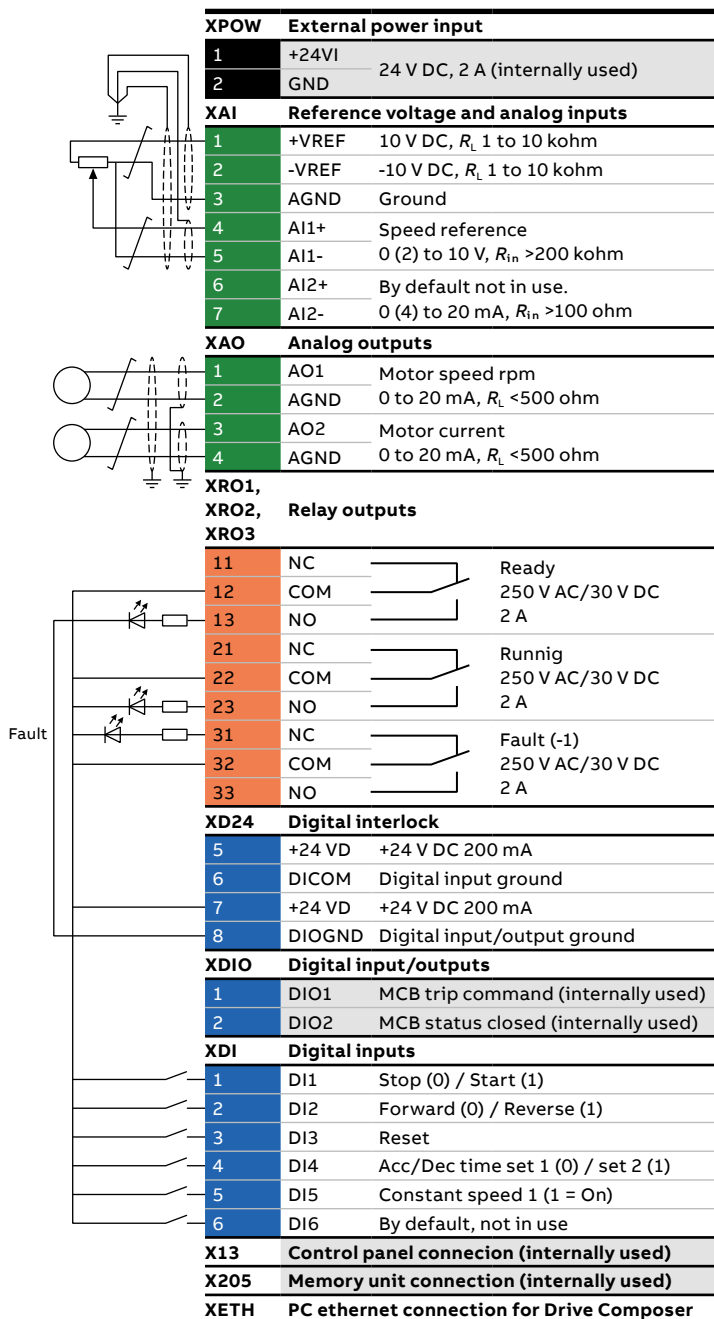 XPOW External power input
1 +24VI 24 V DC, 2 A (internally used)
2 GND
XAI Reference voltage and analog inputs
1 +VREF 10 V DC, RL 1 to 10 kohm
2 -VREF -10 V DC, RL 1 to 10 kohm
3 AGND Ground
4 AI1+ Speed reference
5 AI1- 0 (2) to 10 V, Rin >200 kohm
6 AI2+ By default not in use.
7 AI2- 0 (4) to 20 mA, Rin >100 ohm
XAO Analog outputs
1 AO1 Motor speed rpm
2 AGND 0 to 20 mA, RL <500 ohm
3 AO2 Motor current
4 AGND 0 to 20 mA, RL <500 ohm
XRO1,
XRO2, Relay outputs
XRO3
11 NC Ready
12 COM 250 V AC/30 V DC
13 NO 2 A
21 NC Runnig
22 COM 250 V AC/30 V DC
23 NO 2 A
Fault
31 NC Fault (-1)
32 COM 250 V AC/30 V DC
33 NO 2 A
XD24 Digital interlock
5 +24 VD +24 V DC 200 mA
6 DICOM Digital input ground
7 +24 VD +24 V DC 200 mA
8 DIOGND Digital input/output ground
XDIO Digital input/outputs
1 DIO1 MCB trip command (internally used)
2 DIO2 MCB status closed (internally used)
XDI Digital inputs
1 DI1 Stop (0) / Start (1)
2 DI2 Forward (0) / Reverse (1)
3 DI3 Reset
4 DI4 Acc/Dec time set 1 (0) / set 2 (1)
5 DI5 Constant speed 1 (1 = On)
6 DI6 By default, not in use
X13 Control panel connecion (internally used)
X205 Memory unit connection (internally used)
XETH PC ethernet connection for Drive Composer